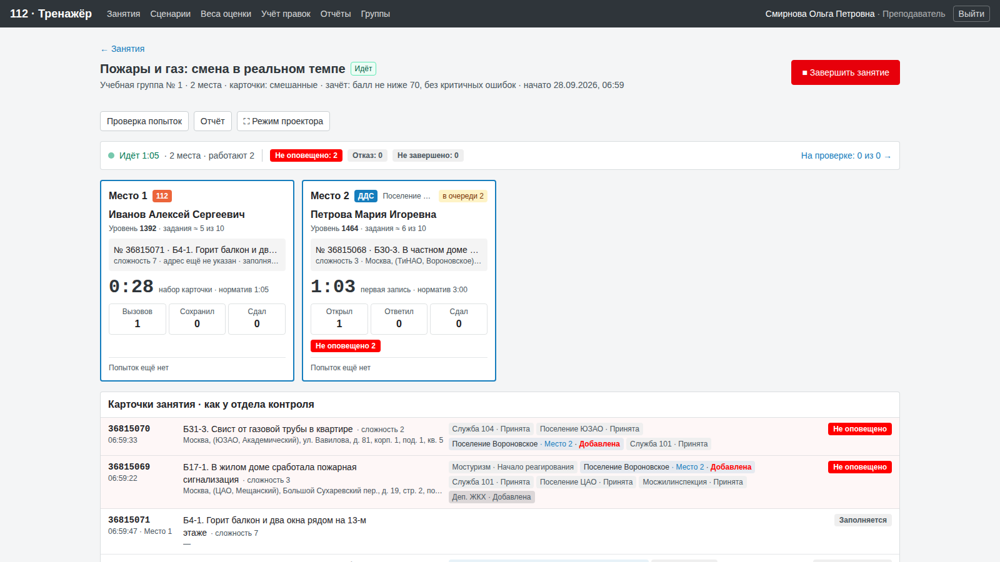 112 · Тренажёр Занятия Сценарии Веса оценки Учёт правок Отчёты Группы Смирнова Ольга Петровна · Преподаватель Выйти
← Занятия
Пожары и газ: смена в реальном темпе Идёт
■ Завершить занятие
Учебная группа № 1 · 2 места · карточки: смешанные · зачёт: балл не ниже 70, без критичных ошибок · начато 28.09.2026, 06:59
Проверка попыток Отчёт ⛶ Режим проектора
Идёт 1:05 · 2 места · работают 2 Не оповещено: 2 Отказ: 0 Не завершено: 0 На проверке: 0 из 0 →
Место 1 112
Иванов Алексей Сергеевич
Уровень 1392 · задания ≈ 5 из 10
№ 36815071 · Б4-1. Горит балкон и дв…
сложность 7 · адрес ещё не указан · заполня…
0:28 набор карточки · норматив 1:05
Вызовов Сохранил Сдал
1 0 0
Попыток ещё нет
Место 2 ДДС Поселение … в очереди 2
Петрова Мария Игоревна
Уровень 1464 · задания ≈ 6 из 10
№ 36815068 · Б30-3. В частном доме …
сложность 3 · Москва, (ТиНАО, Вороновское)…
1:03 первая запись · норматив 3:00
Открыл Ответил Сдал
1 0 0
Не оповещено 2
Попыток ещё нет
Карточки занятия · как у отдела контроля
36815070 Б31-3. Свист от газовой трубы в квартире · сложность 2 Служба 104 · Принята Поселение ЮЗАО · Принята Не оповещено
06:59:33 Москва, (ЮЗАО, Академический), ул. Вавилова, д. 81, корп. 1, под. 1, кв. 5 Поселение Вороновское · Место 2 · Добавлена Служба 101 · Принята
36815069 Б17-1. В жилом доме сработала пожарная Мостуризм · Начало реагирования Поселение Вороновское · Место 2 · Добавлена Не оповещено
06:59:22 сигнализация · сложность 3 Служба 101 · Принята Поселение ЦАО · Принята Мосжилинспекция · Принята
Москва, (ЦАО, Мещанский), Большой Сухаревский пер., д. 19, стр. 2, по… Деп. ЖКХ · Добавлена
36815071 Б4-1. Горит балкон и два окна рядом на 13-м Заполняется
06:59:47 · Место 1 этаже · сложность 7
—